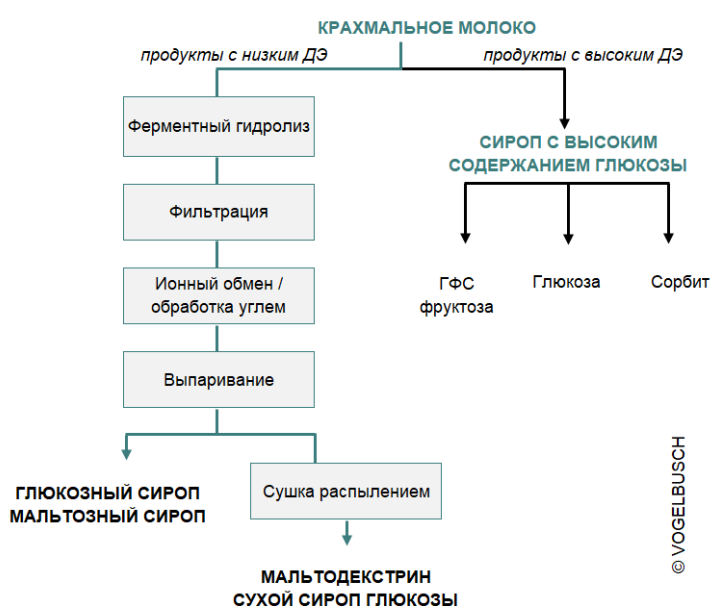 КРАХМАЛЬНОЕ МОЛОКО
продукты с низким ДЭ
продукты с высоким ДЭ
Ферментный гидролиз
Фильтрация
Ионный обмен /
обработка углем
Выпаривание
ГЛЮКОЗНЫЙ СИРОП
МАЛЬТОЗНЫЙ СИРОП
Сушка распылением
МАЛЬТОДЕКСТРИН
СУХОЙ СИРОП ГЛЮКОЗЫ
СИРОП С ВЫСОКИМ
СОДЕРЖАНИЕМ ГЛЮКОЗЫ
ГФС
фруктоза
Глюкоза
Сорбит
© VOGELBUSCH